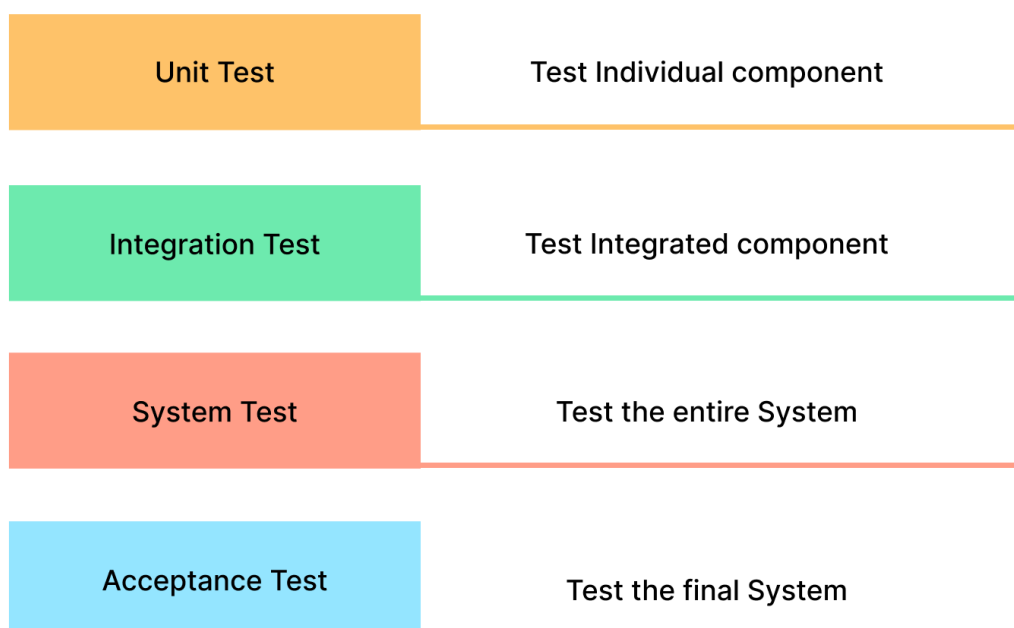 Unit Test
Test Individual component
Integration Test
Test Integrated component
System Test
Test the entire System
Acceptance Test
Test the final System